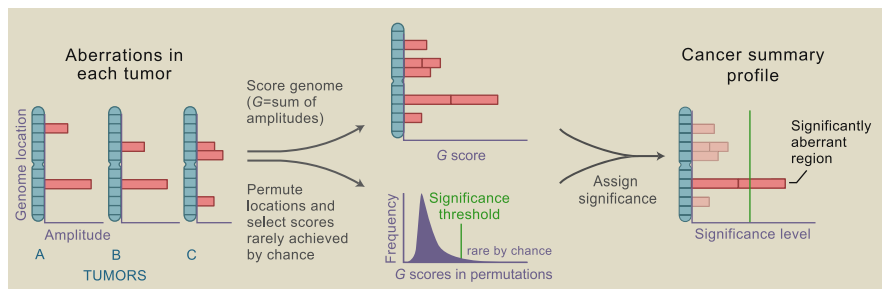 Aberrations in
each tumor
Genome location
Amplitude
A
B
C
TUMORS
Score genome
(G=sum of
amplitudes)
Permute
locations and
select scores
rarely achieved
by chance
G score
Frequency
Significance
threshold
rare by chance
G scores in permutations
Assign
significance
Cancer summary
profile
Significantly
aberrant
region
Significance level